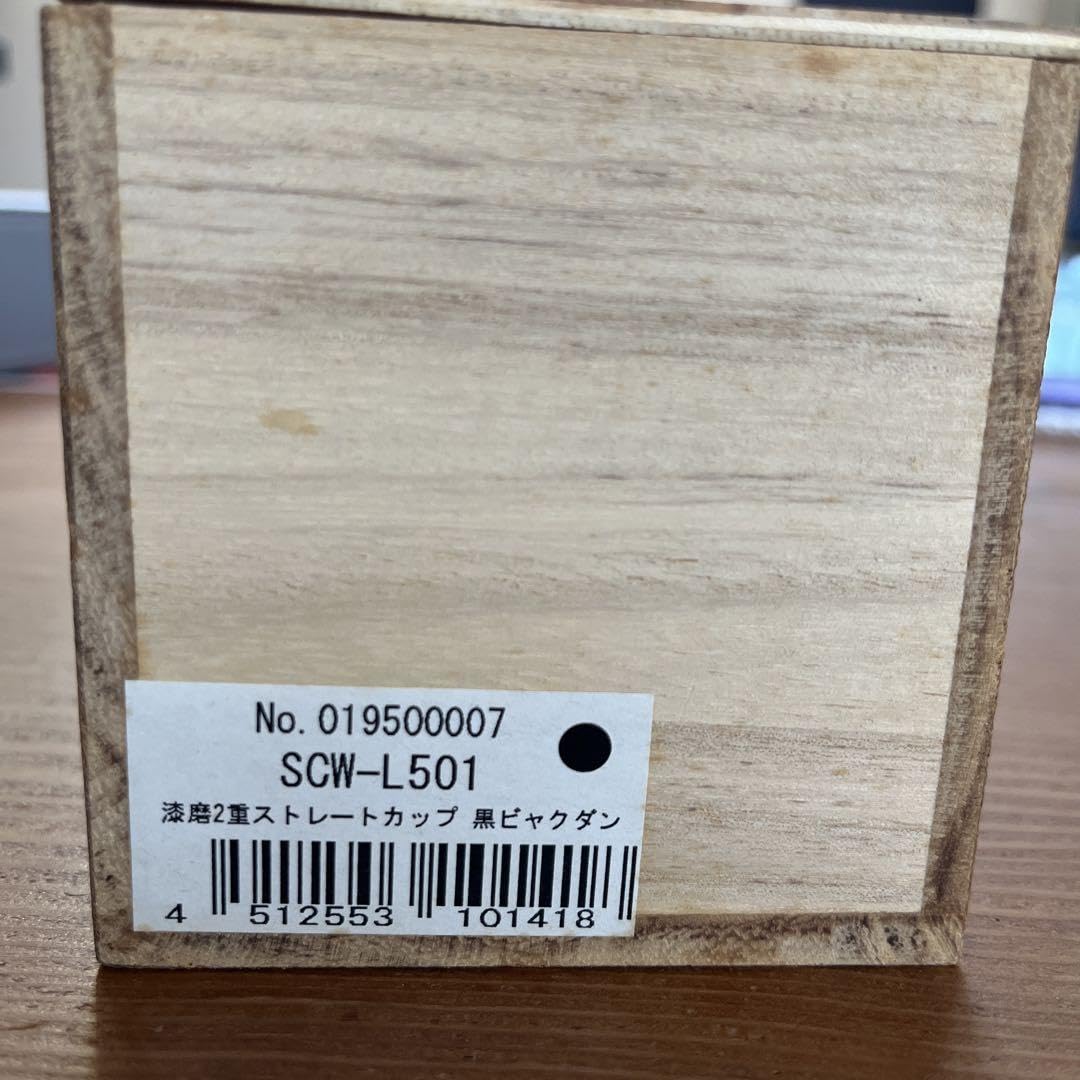 No. 019500007
SCW-L501
漆磨2重ストレートカップ 黒ビャクダン
4 512553 101418